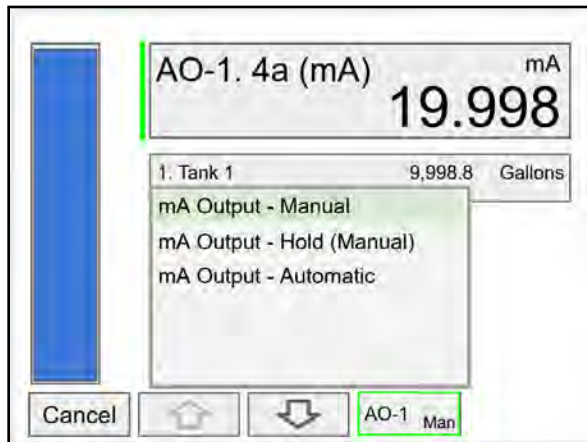 AO-1. 4a (mA) mA
19.998
1. Tank 1 9,998.8 Gallons
mA Output - Manual
mA Output - Hold (Manual)
mA Output - Automatic
Cancel AO-1 Man